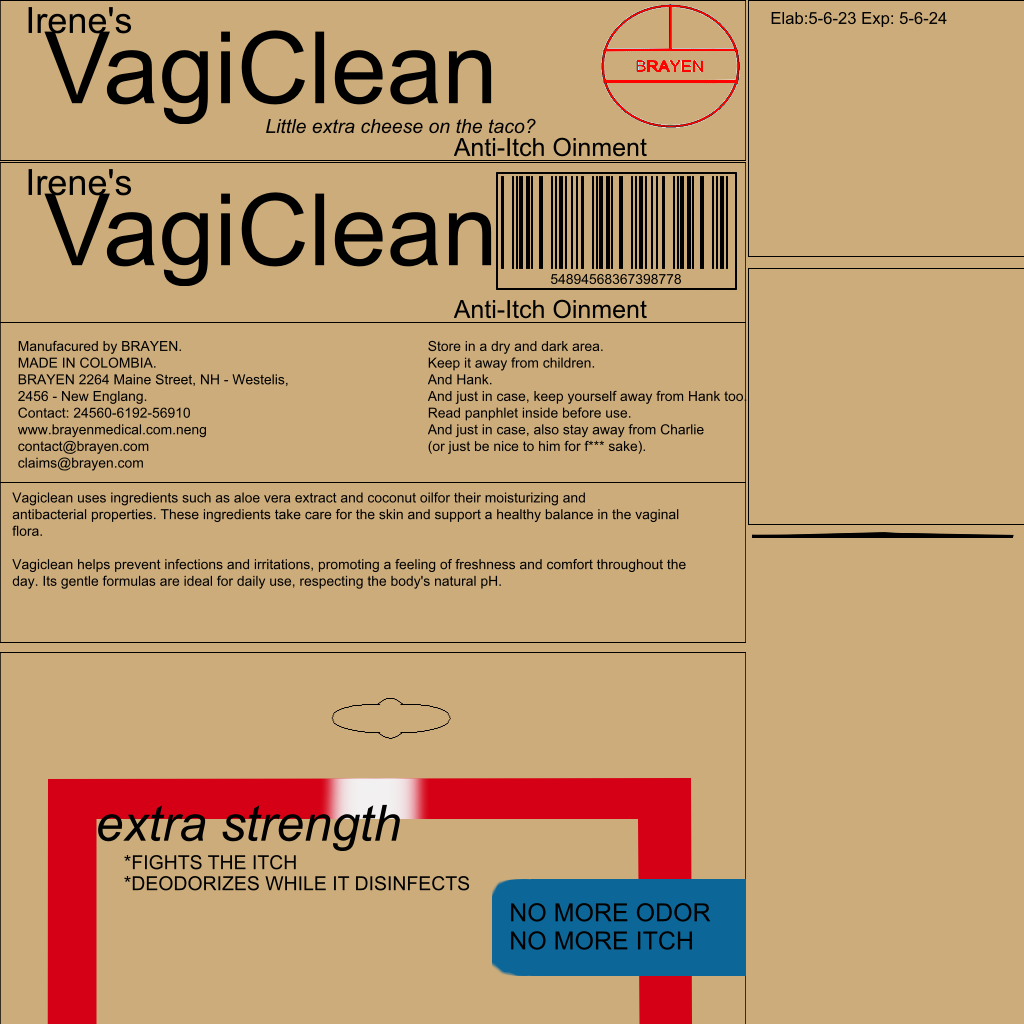 Irene's
VagiClean
BRAYEN
Little extra cheese on the taco?
Anti-Itch Oinment
Elab:5-6-23 Exp: 5-6-24
Irene's
VagiClean
54894568367398778
Anti-Itch Oinment
Manufacured by BRAYEN.
MADE IN COLOMBIA.
BRAYEN 2264 Maine Street, NH - Westelis,
2456 - New Englang.
Contact: 24560-6192-56910
www.brayenmedical.com.neng
contact@brayen.com
claims@brayen.com
Store in a dry and dark area.
Keep it away from children.
And Hank.
And just in case, keep yourself away from Hank too.
Read panphlet inside before use.
And just in case, also stay away from Charlie
(or just be nice to him for f*** sake).
Vagiclean uses ingredients such as aloe vera extract and coconut oilfor their moisturizing and
antibacterial properties. These ingredients take care for the skin and support a healthy balance in the vaginal
flora.
Vagiclean helps prevent infections and irritations, promoting a feeling of freshness and comfort throughout the
day. Its gentle formulas are ideal for daily use, respecting the body's natural pH.
extra strength
*FIGHTS THE ITCH
*DEODORIZES WHILE IT DISINFECTS
NO MORE ODOR
NO MORE ITCH